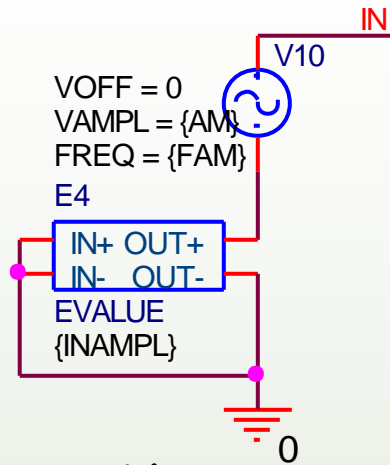 IN
V10
VOFF = 0
VAMPL = {AM}
FREQ = {FAM}
E4
IN+ OUT+
IN- OUT-
EVALUE
{INAMPL}
0